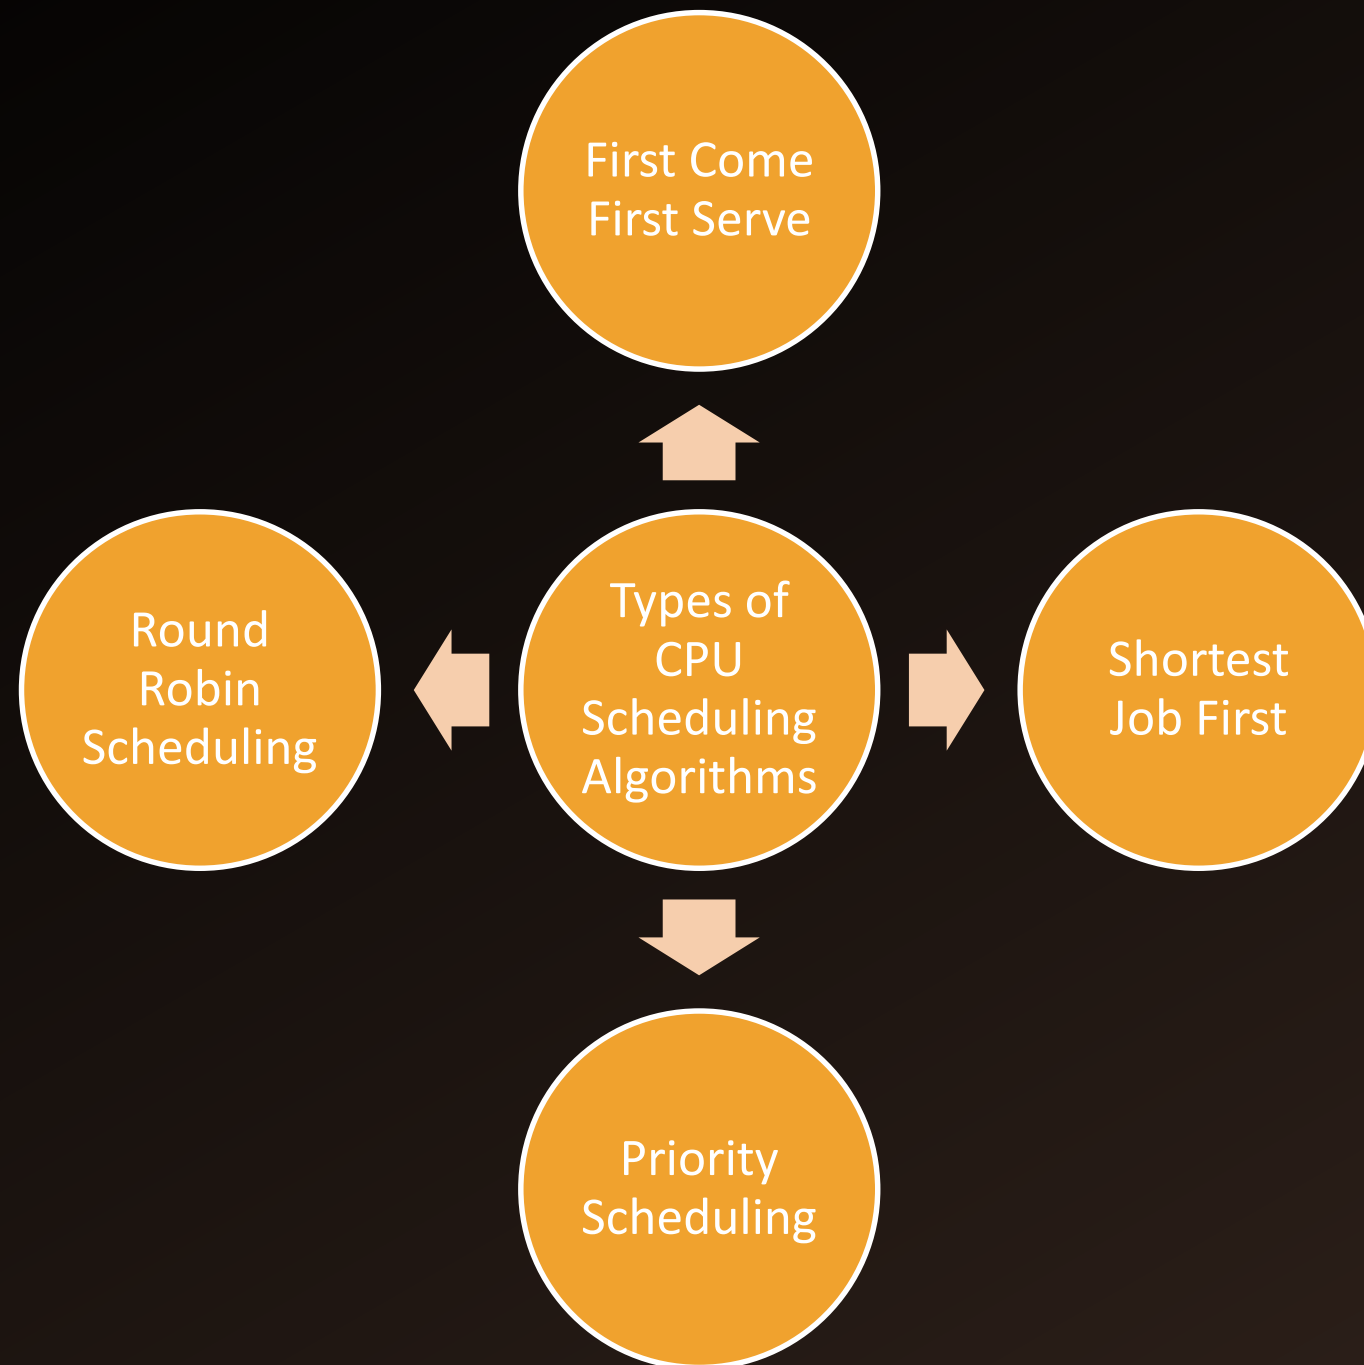 First Come
First Serve
Round
Robin
Scheduling
Types of
CPU
Scheduling
Algorithms
Shortest
Job First
Priority
Scheduling